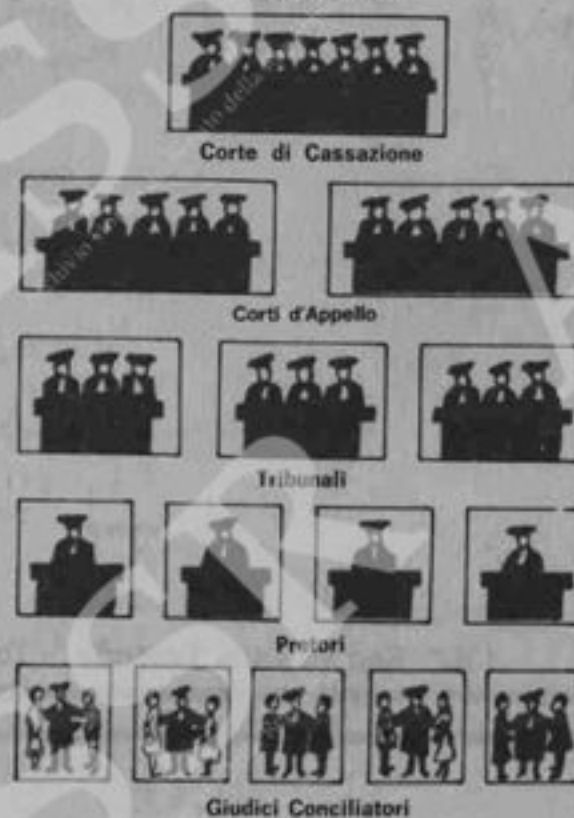 Corte di Cassazione
Corti d'Appello
Tribunali
Pretori
Giudici Conciliatori